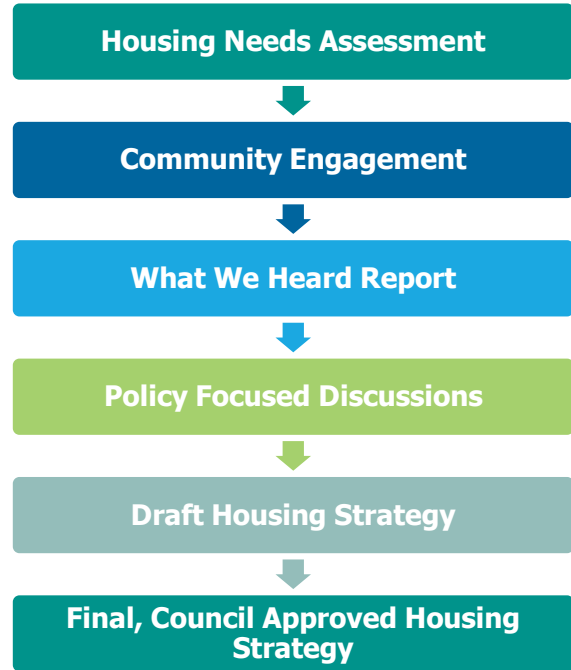 Housing Needs Assessment
Community Engagement
What We Heard Report
Policy Focused Discussions
Draft Housing Strategy
Final, Council Approved Housing
Strategy